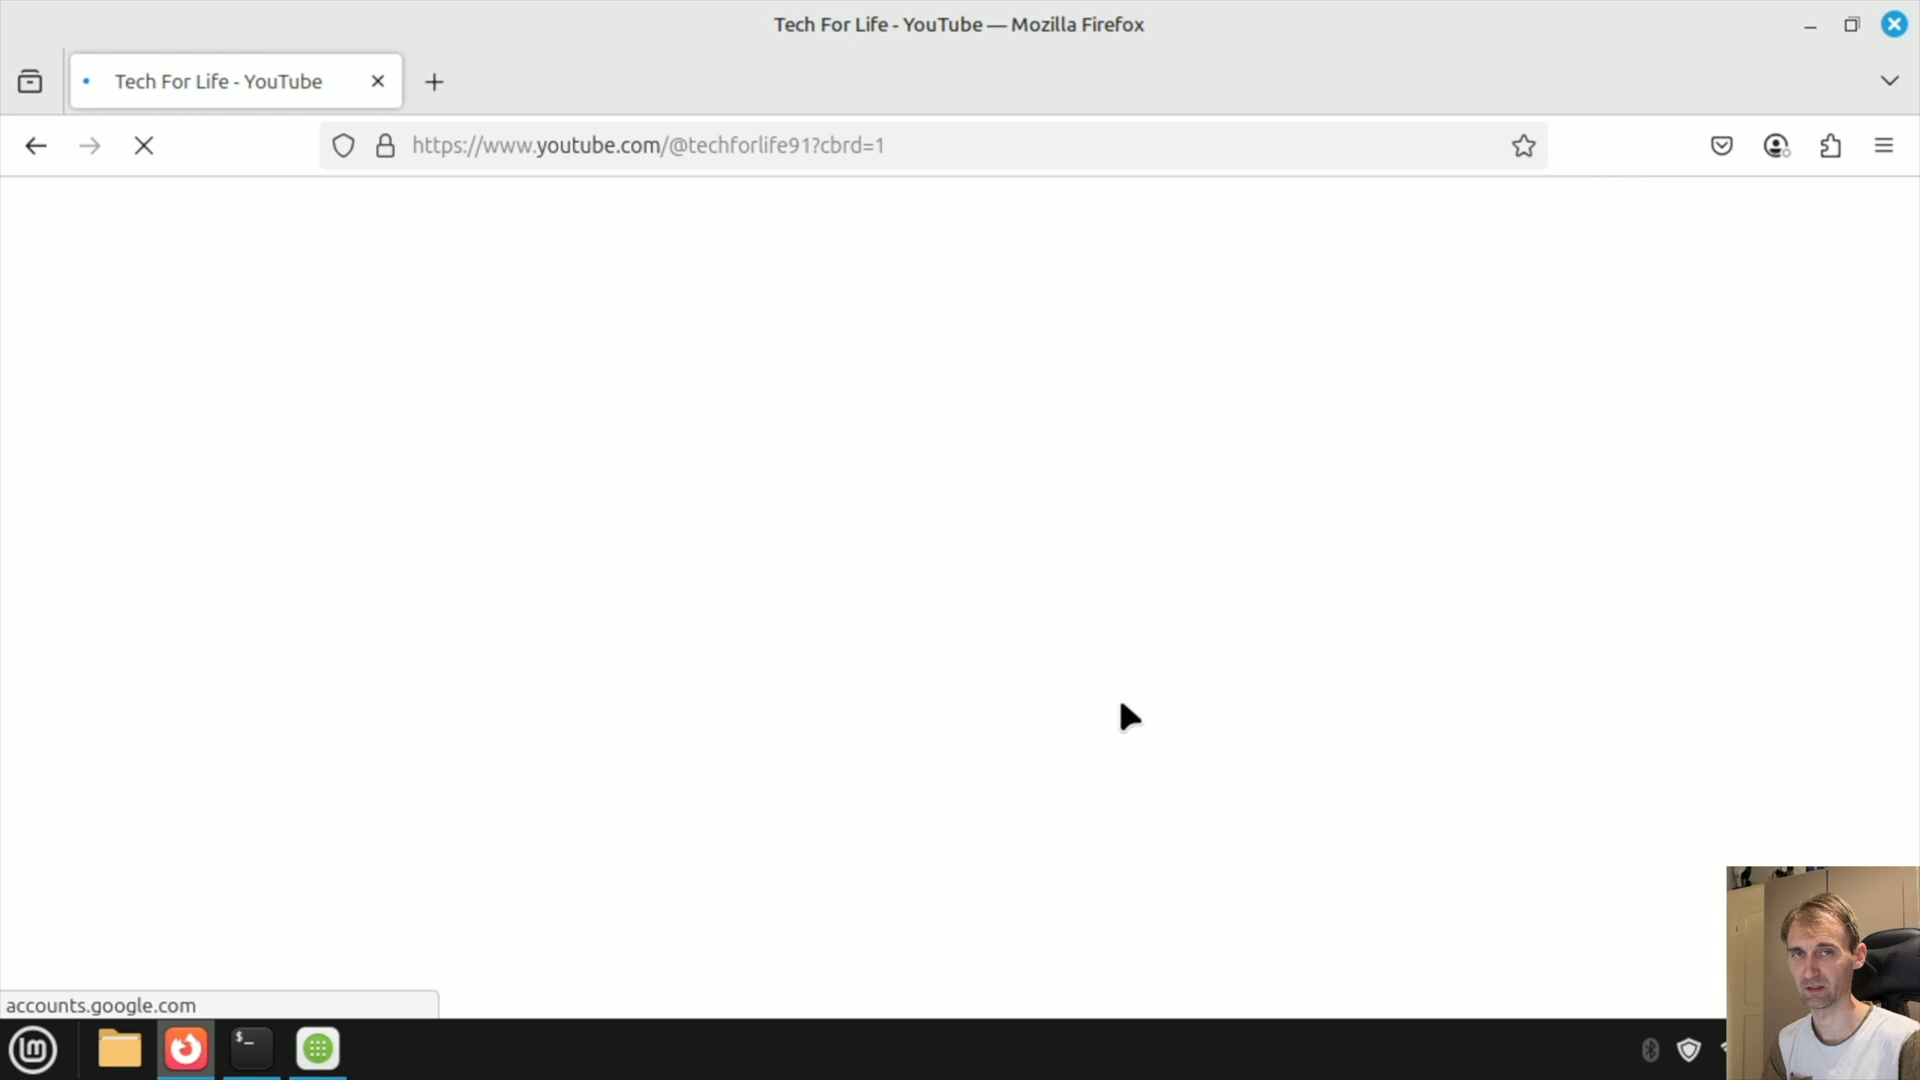 Tech For Life - YouTube — Mozilla Firefox
Tech For Life - YouTube
https://www.youtube.com/@techforlife91?cbrd=1
accounts.google.com
$_